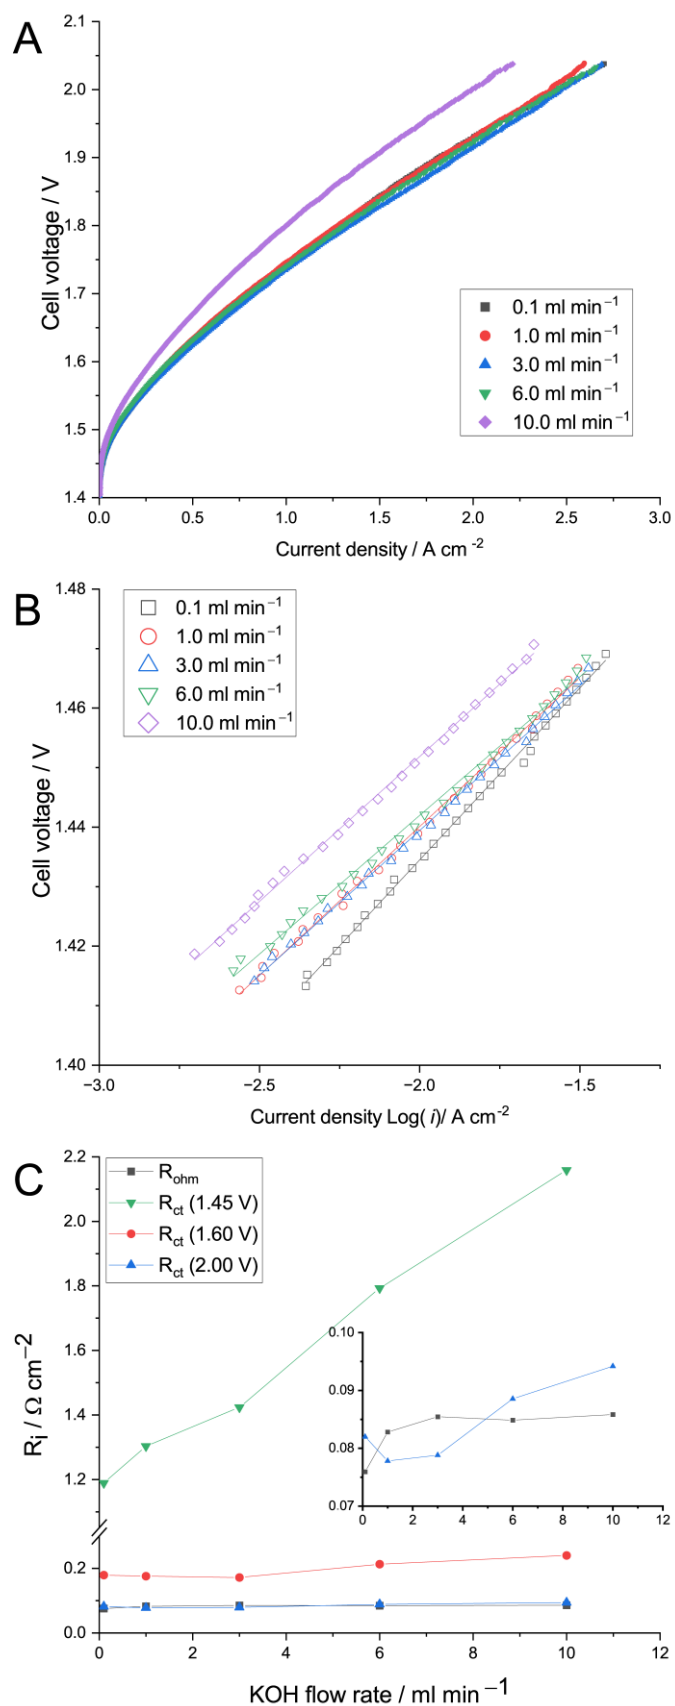 A
2.1
2.0
1.9
1.8
1.7
1.6
1.5
1.4
Cell voltage / V
0.1 ml min⁻¹
1.0 ml min⁻¹
3.0 ml min⁻¹
6.0 ml min⁻¹
10.0 ml min⁻¹
0.0 0.5 1.0 1.5 2.0 2.5 3.0
Current density / A cm⁻²
B
1.48
1.46
1.44
1.42
1.40
Cell voltage / V
0.1 ml min⁻¹
1.0 ml min⁻¹
3.0 ml min⁻¹
6.0 ml min⁻¹
10.0 ml min⁻¹
−3.0 −2.5 −2.0 −1.5
Current density Log( i)/ A cm⁻²
C
2.2
2.0
1.8
1.6
1.4
1.2
0.2
0.0
Rᵢ / Ω cm⁻²
R_ohm
R_ct (1.45 V)
R_ct (1.60 V)
R_ct (2.00 V)
0.10
0.09
0.08
0.07
0 2 4 6 8 10 12
0 2 4 6 8 10 12
KOH flow rate / ml min⁻¹